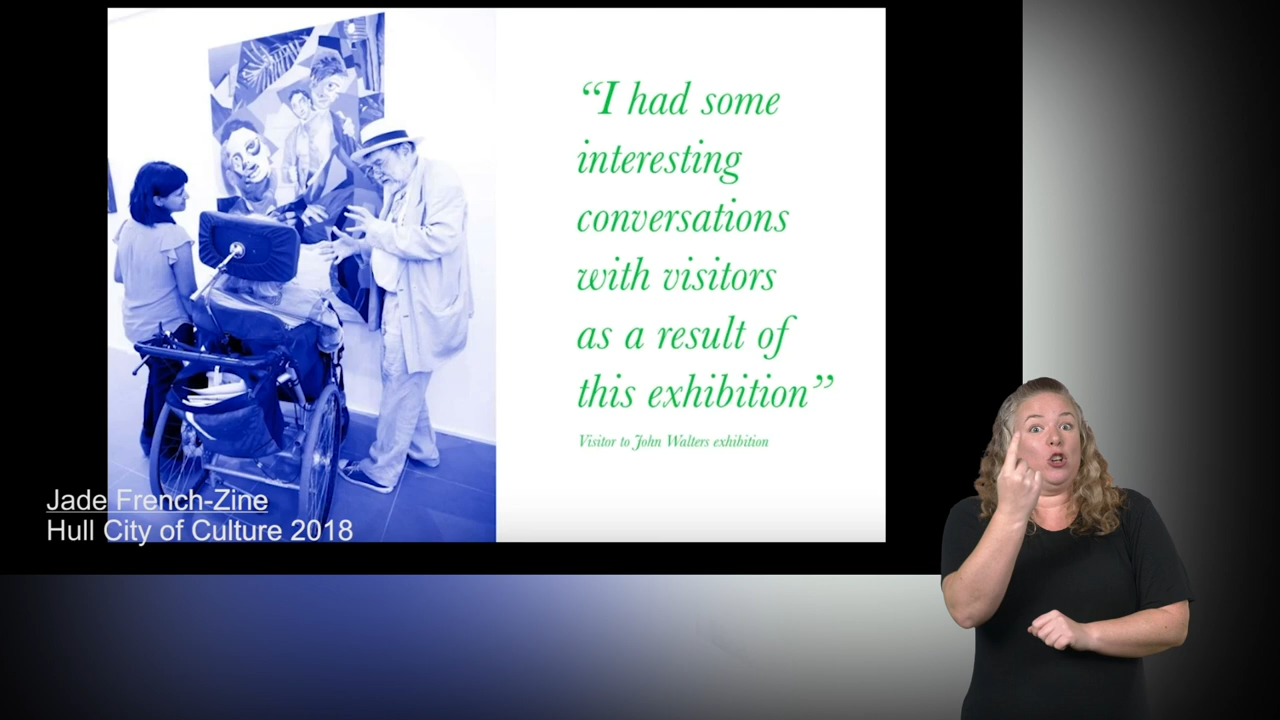 “I had some
interesting
conversations
with visitors
as a result of
this exhibition”
Visitor to John Walters exhibition
Jade French-Zine
Hull City of Culture 2018